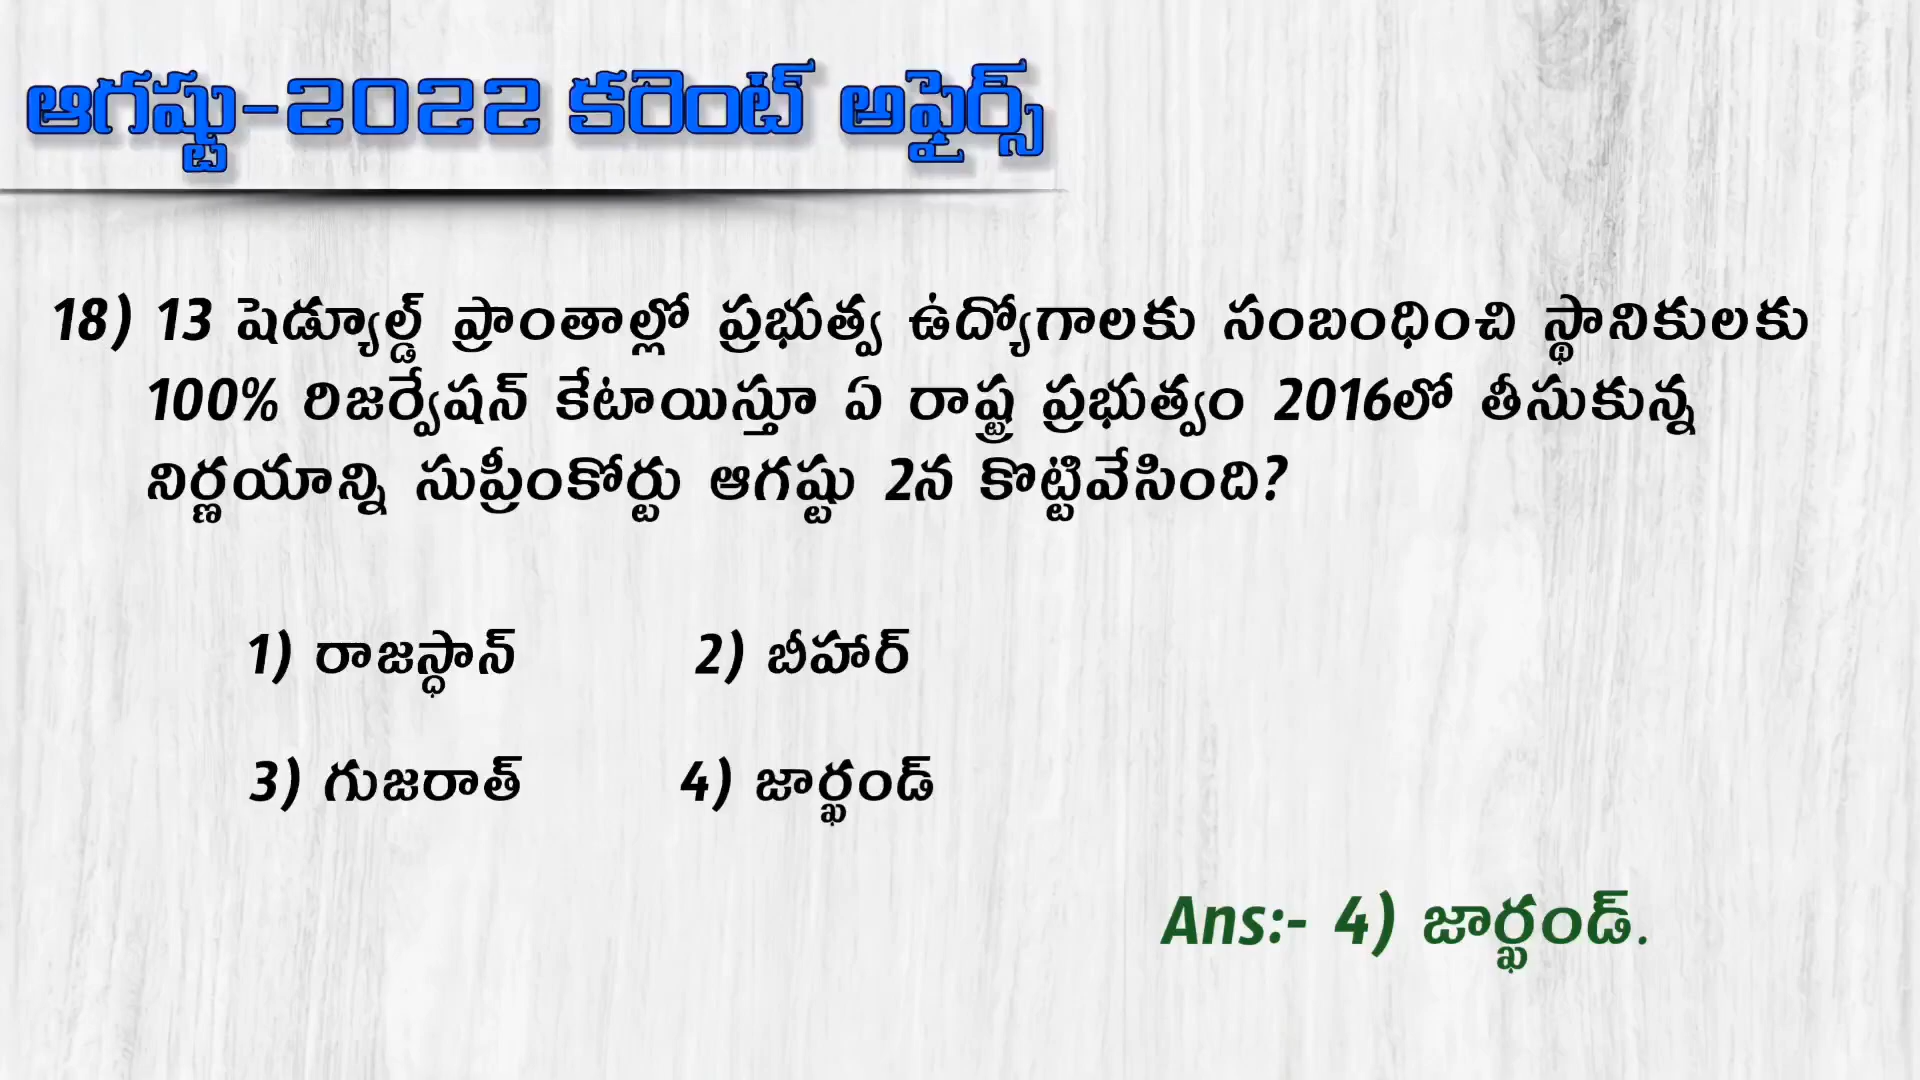 ఆగష్టు-2022 కరెంట్ అఫైర్స్
18) 13 షెడ్యూల్డ్ ప్రాంతాల్లో ప్రభుత్వ ఉద్యోగాలకు సంబంధించి స్థానికులకు
100% రిజర్వేషన్ కేటాయిస్తూ ఏ రాష్ట్ర ప్రభుత్వం 2016లో తీసుకున్న
నిర్ణయాన్ని సుప్రీంకోర్టు ఆగష్టు 2న కొట్టివేసింది?
1) రాజస్ధాన్ 2) బీహార్
3) గుజరాత్ 4) జార్ఖండ్
Ans:- 4) జార్ఖండ్.